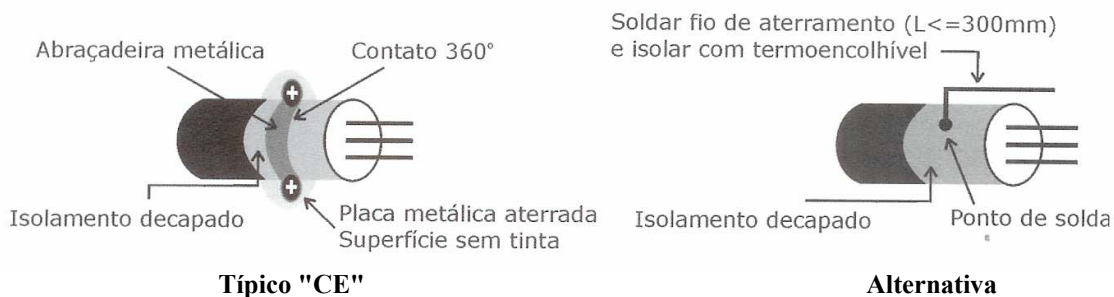 Abraçadeira metálica
Contato 360°
Isolamento decapado
Placa metálica aterrada
Superfície sem tinta
Típico "CE"
Soldar fio de aterramento (L<=300mm)
e isolar com termoencolhível
Isolamento decapado
Ponto de solda
Alternativa